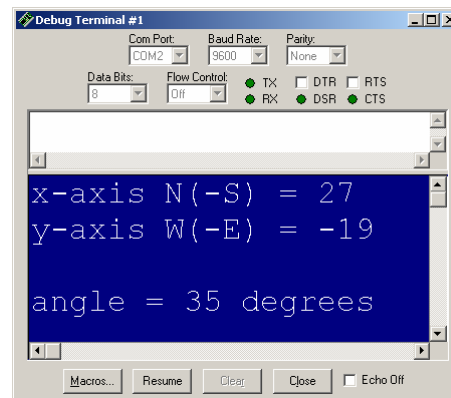 Debug Terminal #1
Com Port: Baud Rate: Parity:
COM2 9600 None
Data Bits: Flow Control: TX DTR RTS
8 Off RX DSR CTS
x-axis N(-S) = 27
y-axis W(-E) = -19
angle = 35 degrees
Macros... Resume Clear Close Echo Off